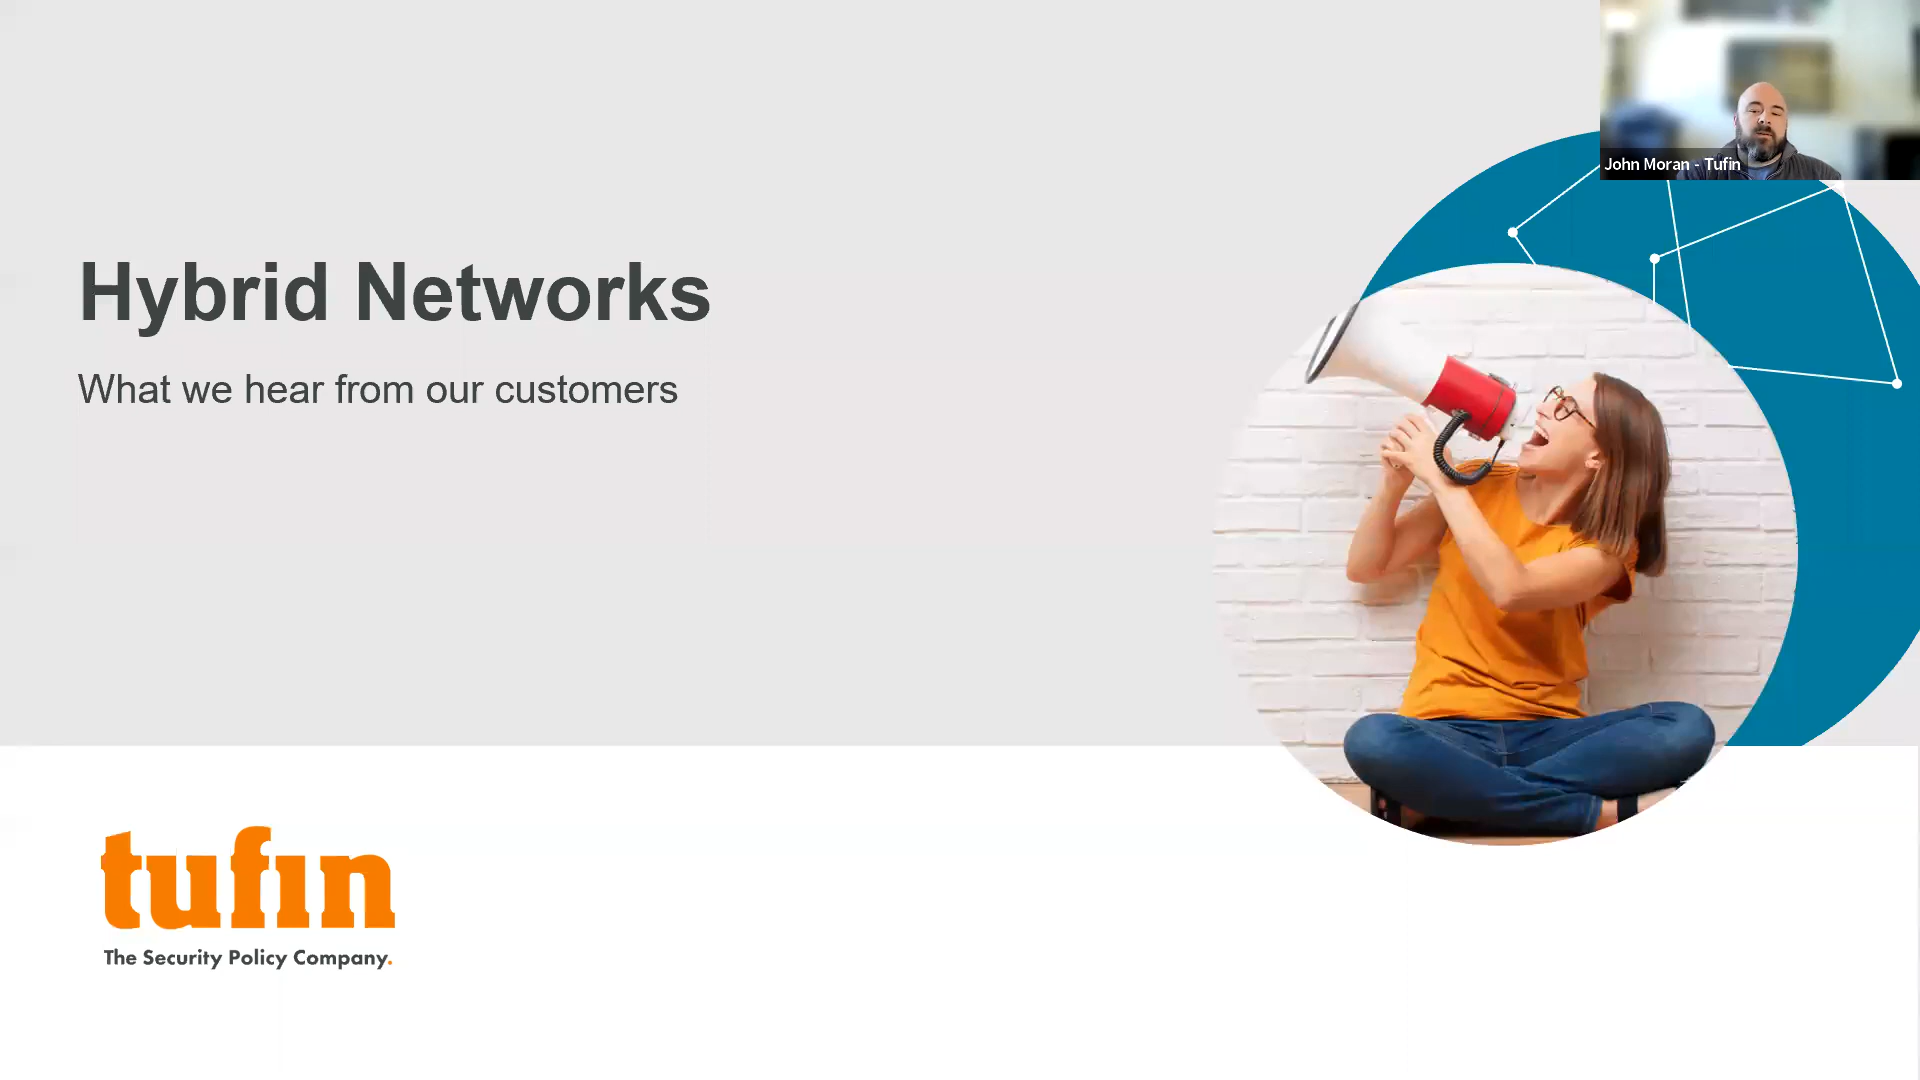 John Moran - Tufin
Hybrid Networks
What we hear from our customers
tufin
The Security Policy Company.